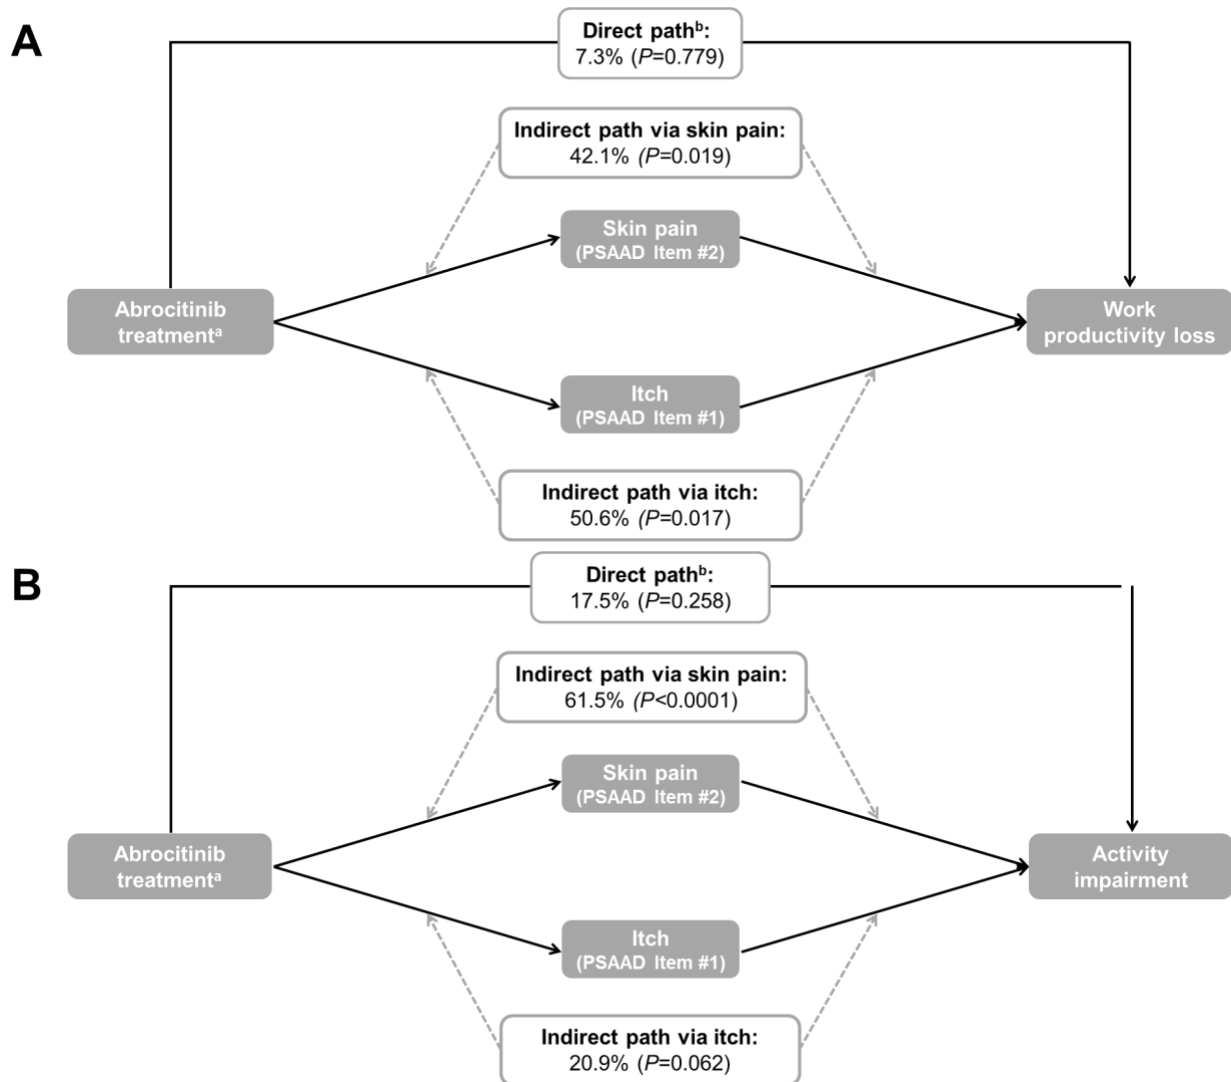 A
Direct pathᵇ:
7.3% (P=0.779)
Indirect path via skin pain:
42.1% (P=0.019)
Skin pain
(PSAAD Item #2)
Abrocitinib
treatmentᵃ
Work
productivity loss
Itch
(PSAAD Item #1)
Indirect path via itch:
50.6% (P=0.017)
B
Direct pathᵇ:
17.5% (P=0.258)
Indirect path via skin pain:
61.5% (P<0.0001)
Skin pain
(PSAAD Item #2)
Abrocitinib
treatmentᵃ
Activity
impairment
Itch
(PSAAD Item #1)
Indirect path via itch:
20.9% (P=0.062)